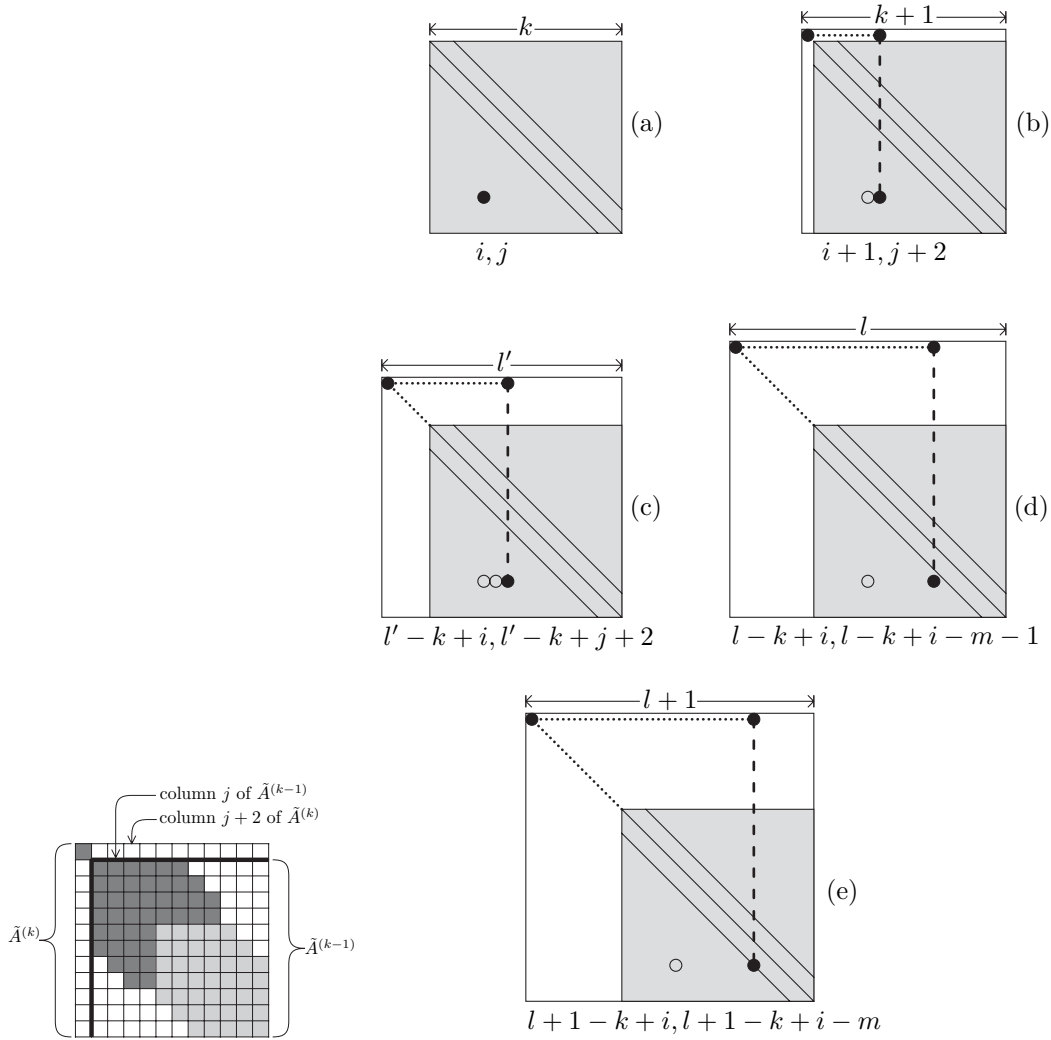 k
(a)
i, j
k + 1
(b)
i + 1, j + 2
l′
(c)
l′ − k + i, l′ − k + j + 2
l
(d)
l − k + i, l − k + i − m − 1
l + 1
(e)
l + 1 − k + i, l + 1 − k + i − m
column j of Ã^(k−1)
column j + 2 of Ã^(k)
Ã^(k)
Ã^(k−1)